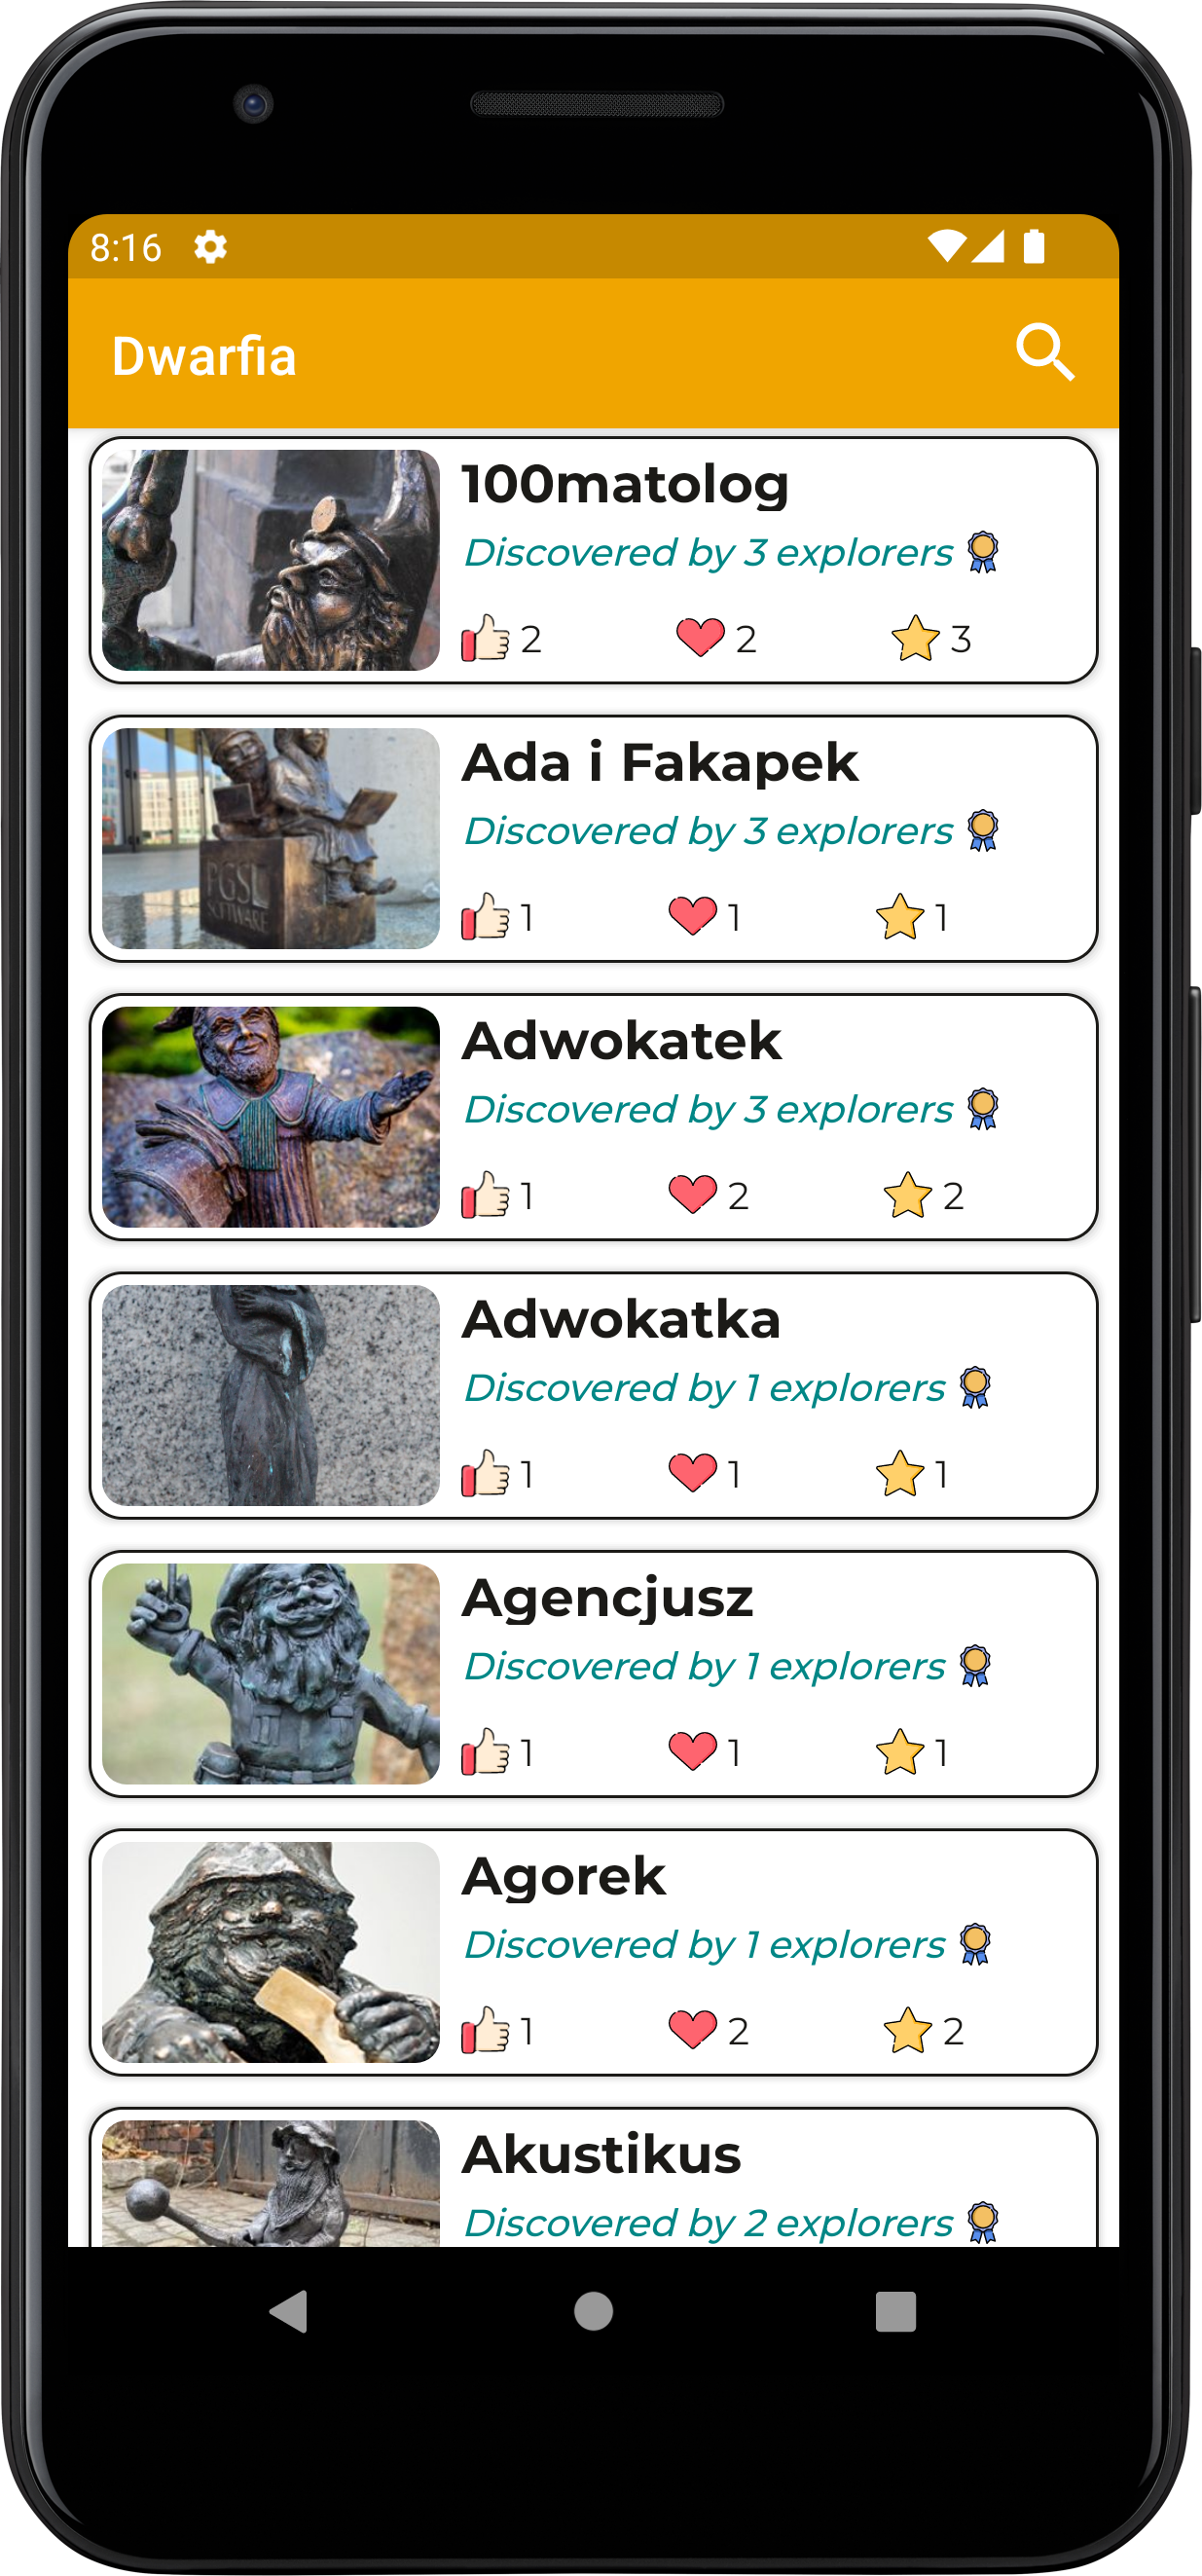 8:16
Dwarfia
100matolog
Discovered by 3 explorers
2 2 3
Ada i Fakapek
Discovered by 3 explorers
PGSL
SOFTWARE
1 1 1
Adwokatek
Discovered by 3 explorers
1 2 2
Adwokatka
Discovered by 1 explorers
1 1 1
Agencjusz
Discovered by 1 explorers
1 1 1
Agorek
Discovered by 1 explorers
1 2 2
Akustikus
Discovered by 2 explorers